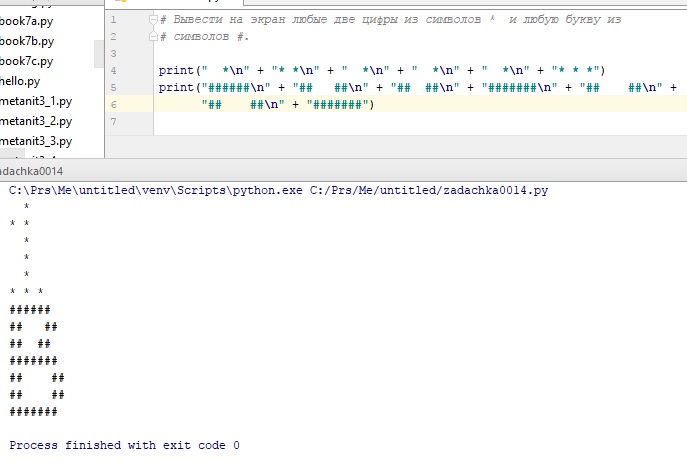 book7a.py
book7b.py
book7c.py
hello.py
metanit3_1.py
metanit3_2.py
metanit3_3.py
1 # Вывести на экран любые две цифры из символов * и любую букву из
2 # символов #.
3
4 print("  *\n" + "* *\n" + "  *\n" + "  *\n" + "  *\n" + "* * *")
5 print("######\n" + "##   ##\n" + "##  ##\n" + "#######\n" + "##    ##\n" +
6       "##    ##\n" + "#######")
7
adachka0014
C:\Prs\Me\untitled\venv\Scripts\python.exe C:/Prs/Me/untitled/zadachka0014.py
  *
* *
  *
  *
  *
* * *
######
##   ##
##  ##
#######
##    ##
##    ##
#######
Process finished with exit code 0